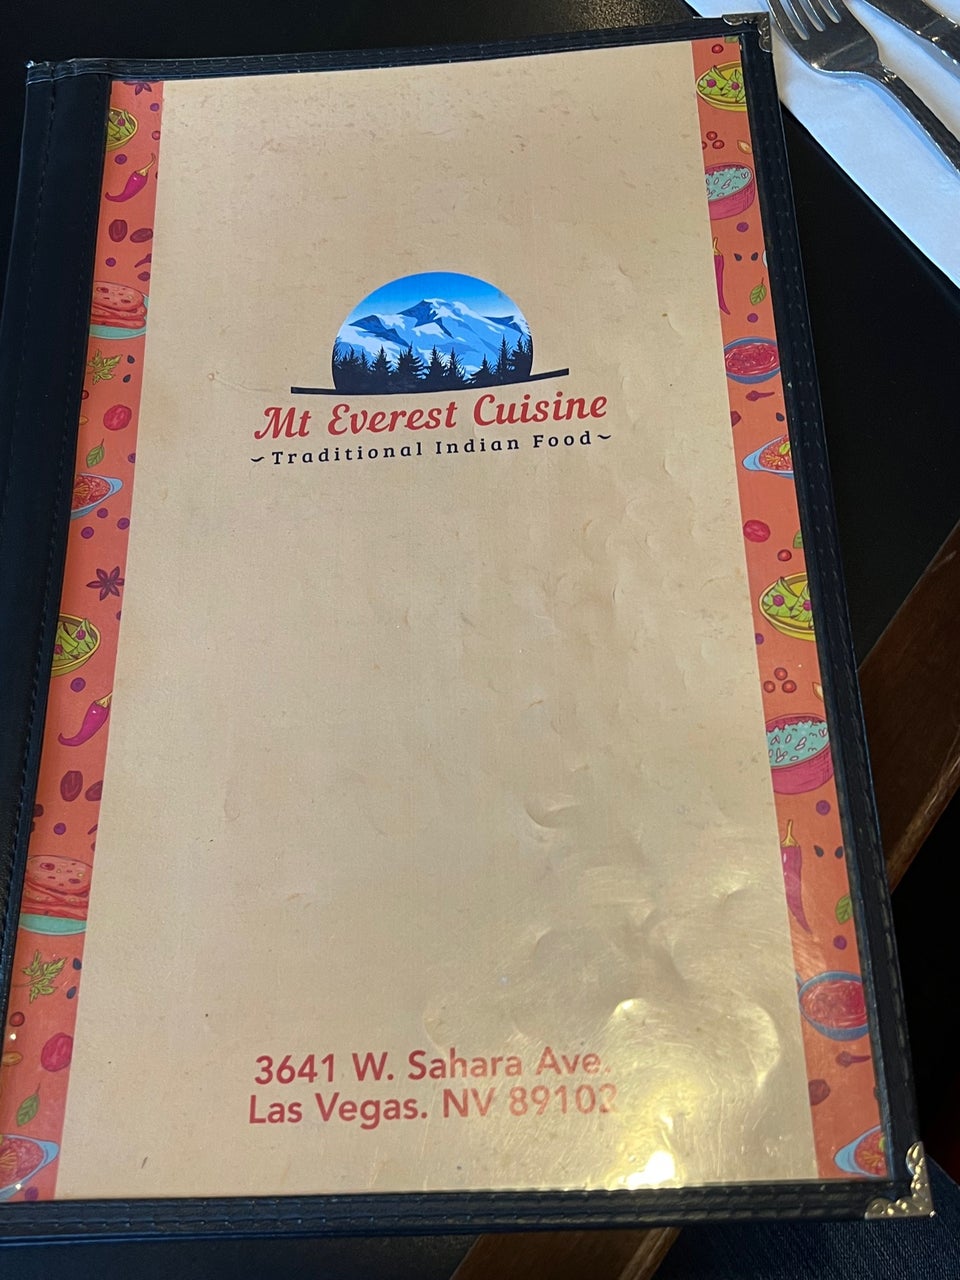 Mt Everest Cuisine
~Traditional Indian Food~
3641 W. Sahara Ave.
Las Vegas. NV 89102